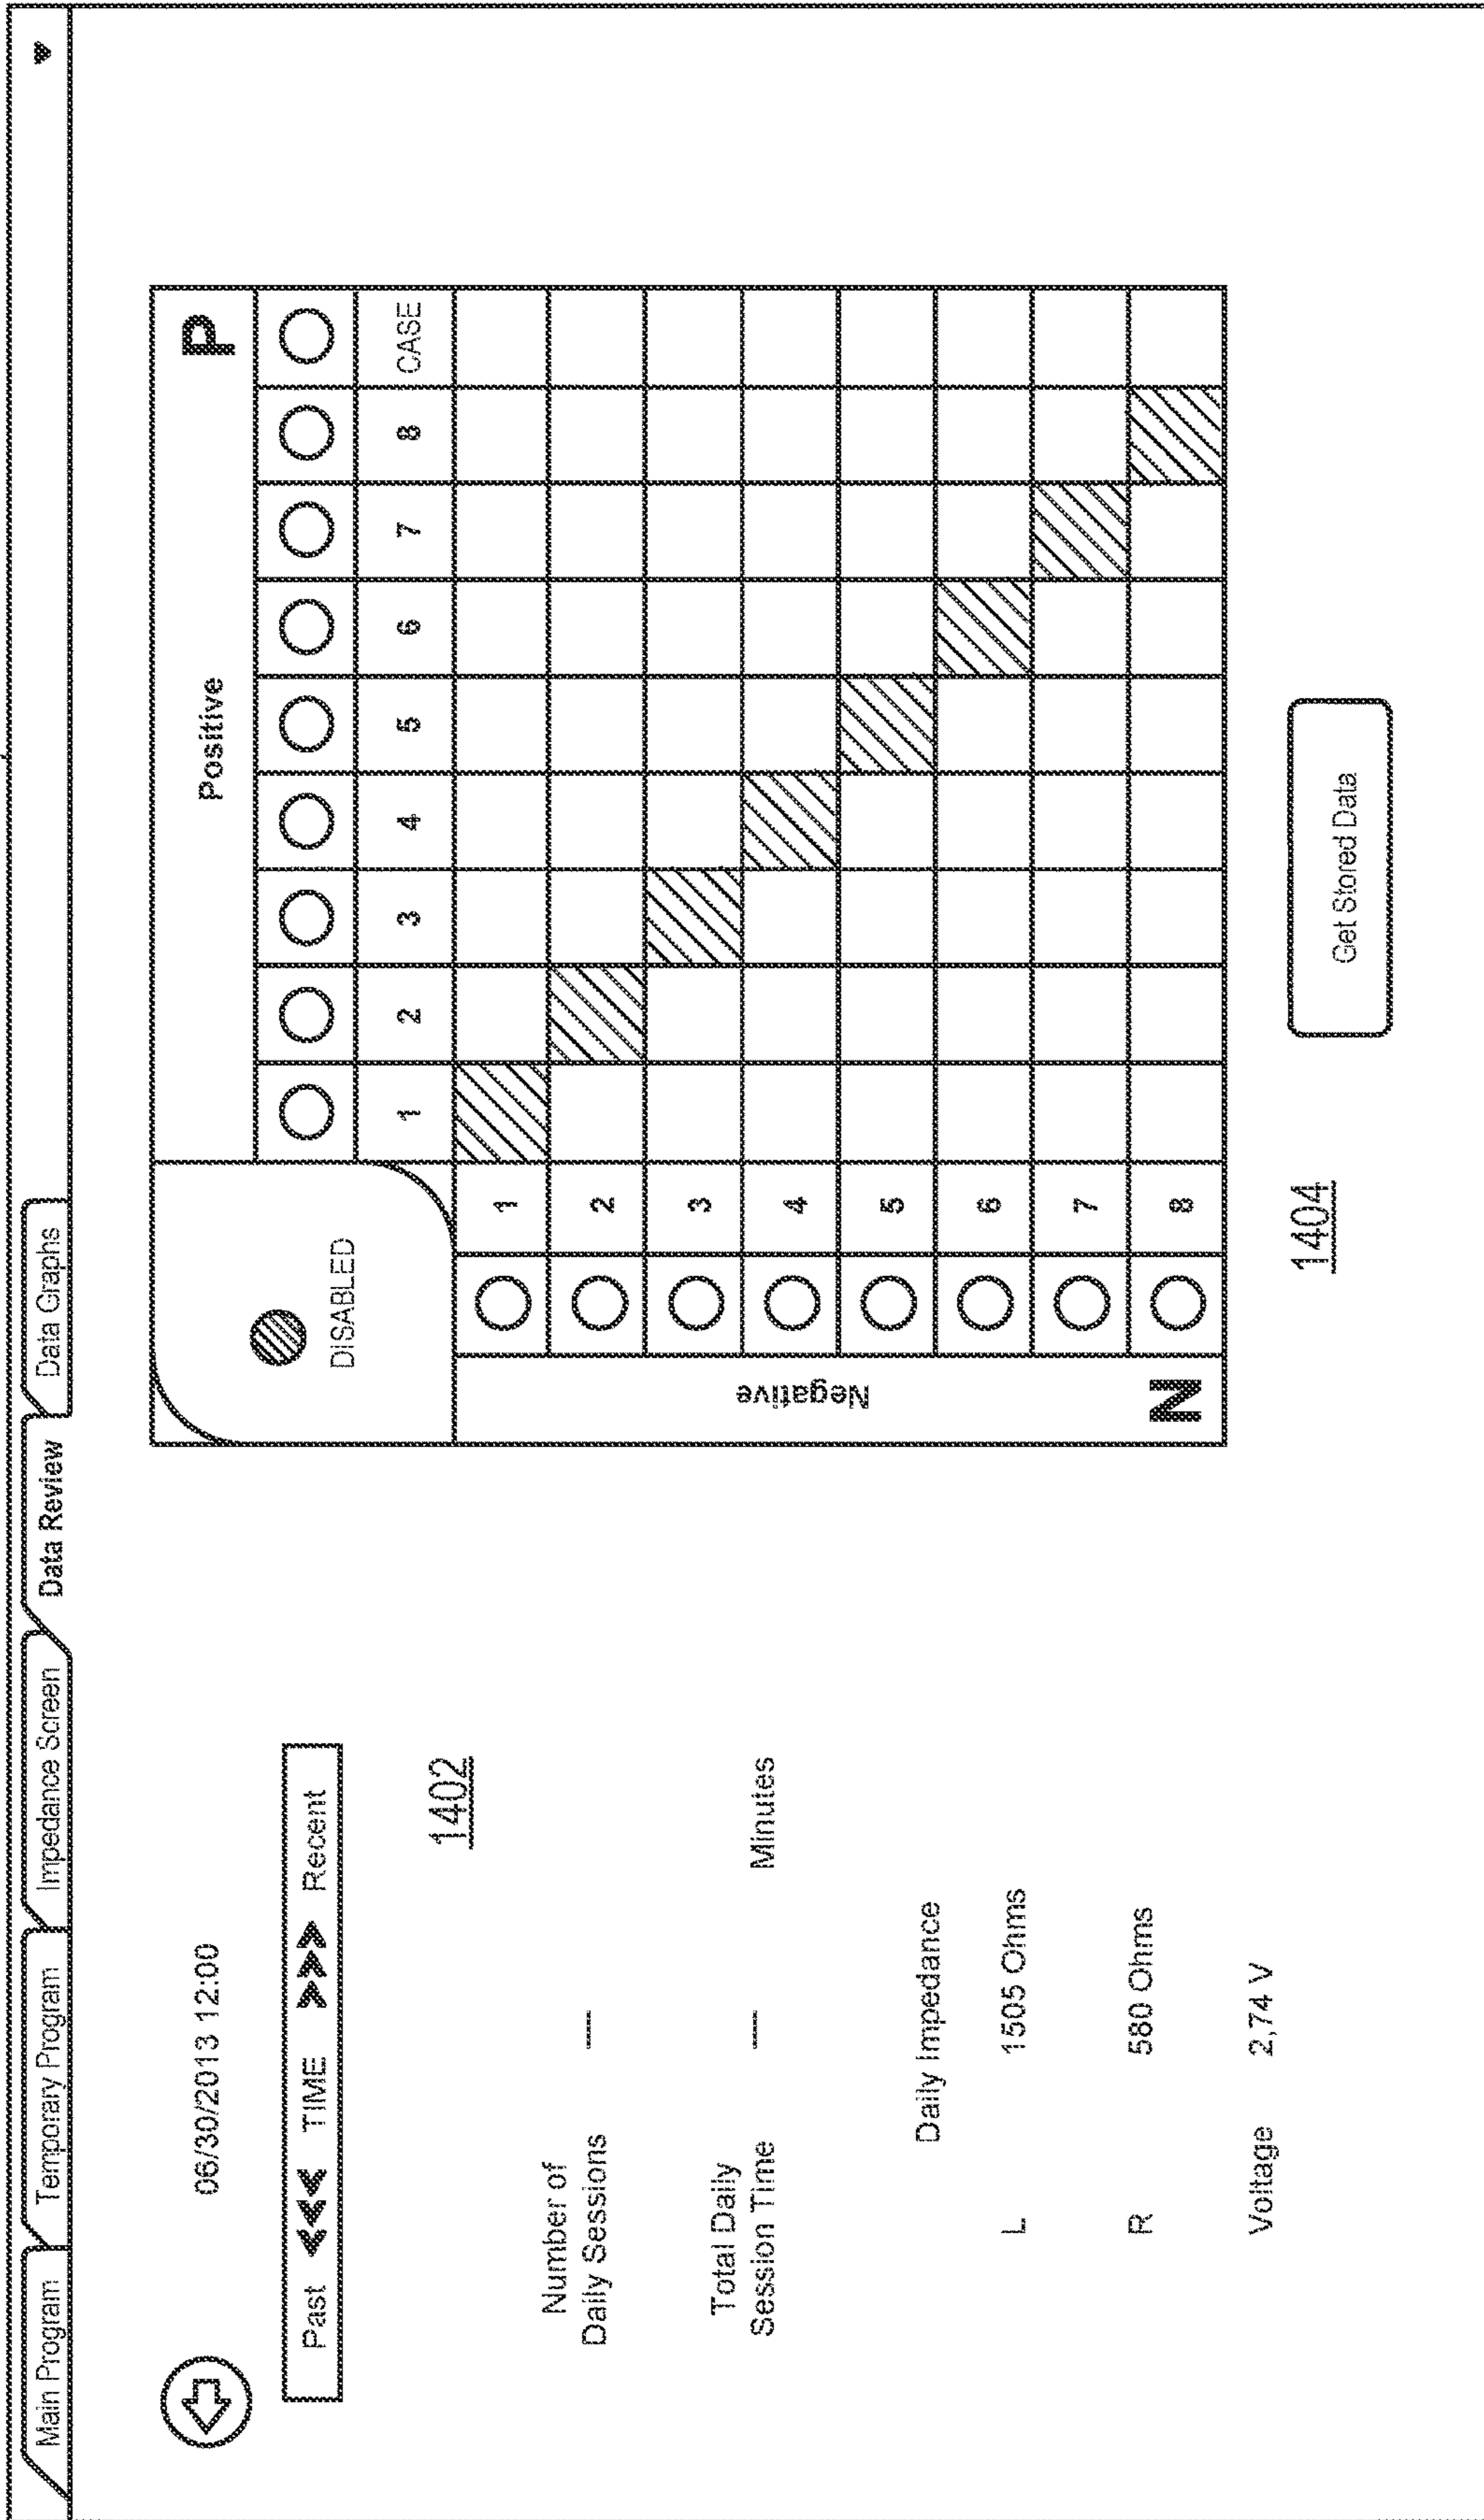 Main Program
Temporary Program
Impedance Screen
Data Review
Data Graphs
06/30/2013 12:00
Past <<< TIME >>> Recent
1402
Number of
Daily Sessions —
Total Daily
Session Time — Minutes
Daily Impedance
L 1505 Ohms
R 580 Ohms
Voltage 2,74 V
DISABLED
Positive P
1 2 3 4 5 6 7 8 CASE
Negative
N
1
2
3
4
5
6
7
8
1404
Get Stored Data